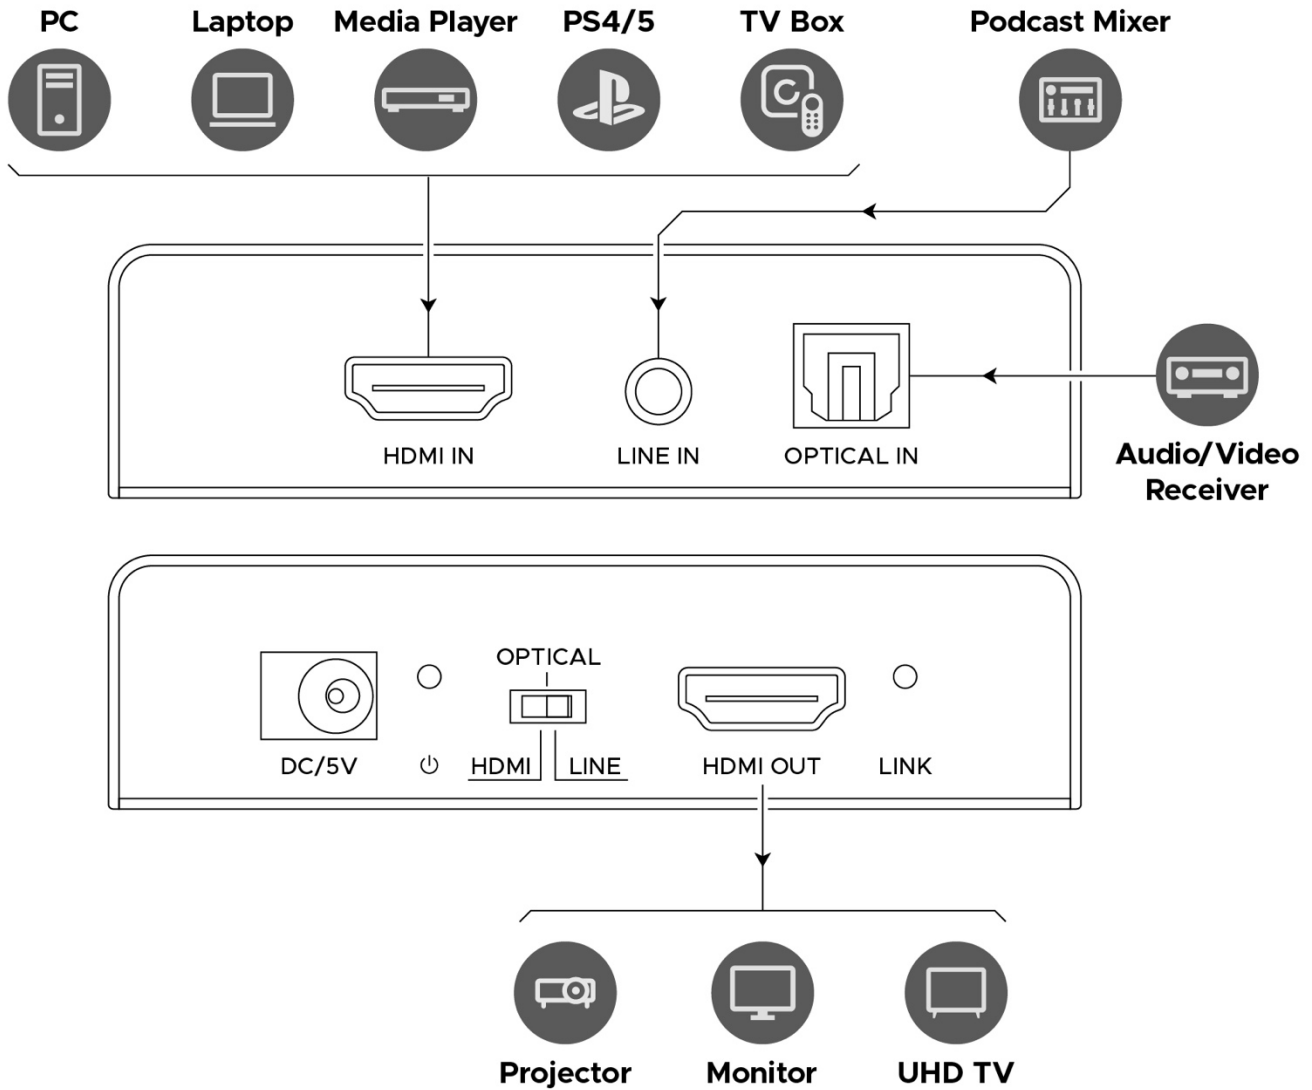 PC Laptop Media Player PS4/5 TV Box Podcast Mixer
HDMI IN LINE IN OPTICAL IN
Audio/Video
Receiver
OPTICAL
DC/5V HDMI LINE HDMI OUT LINK
Projector Monitor UHD TV